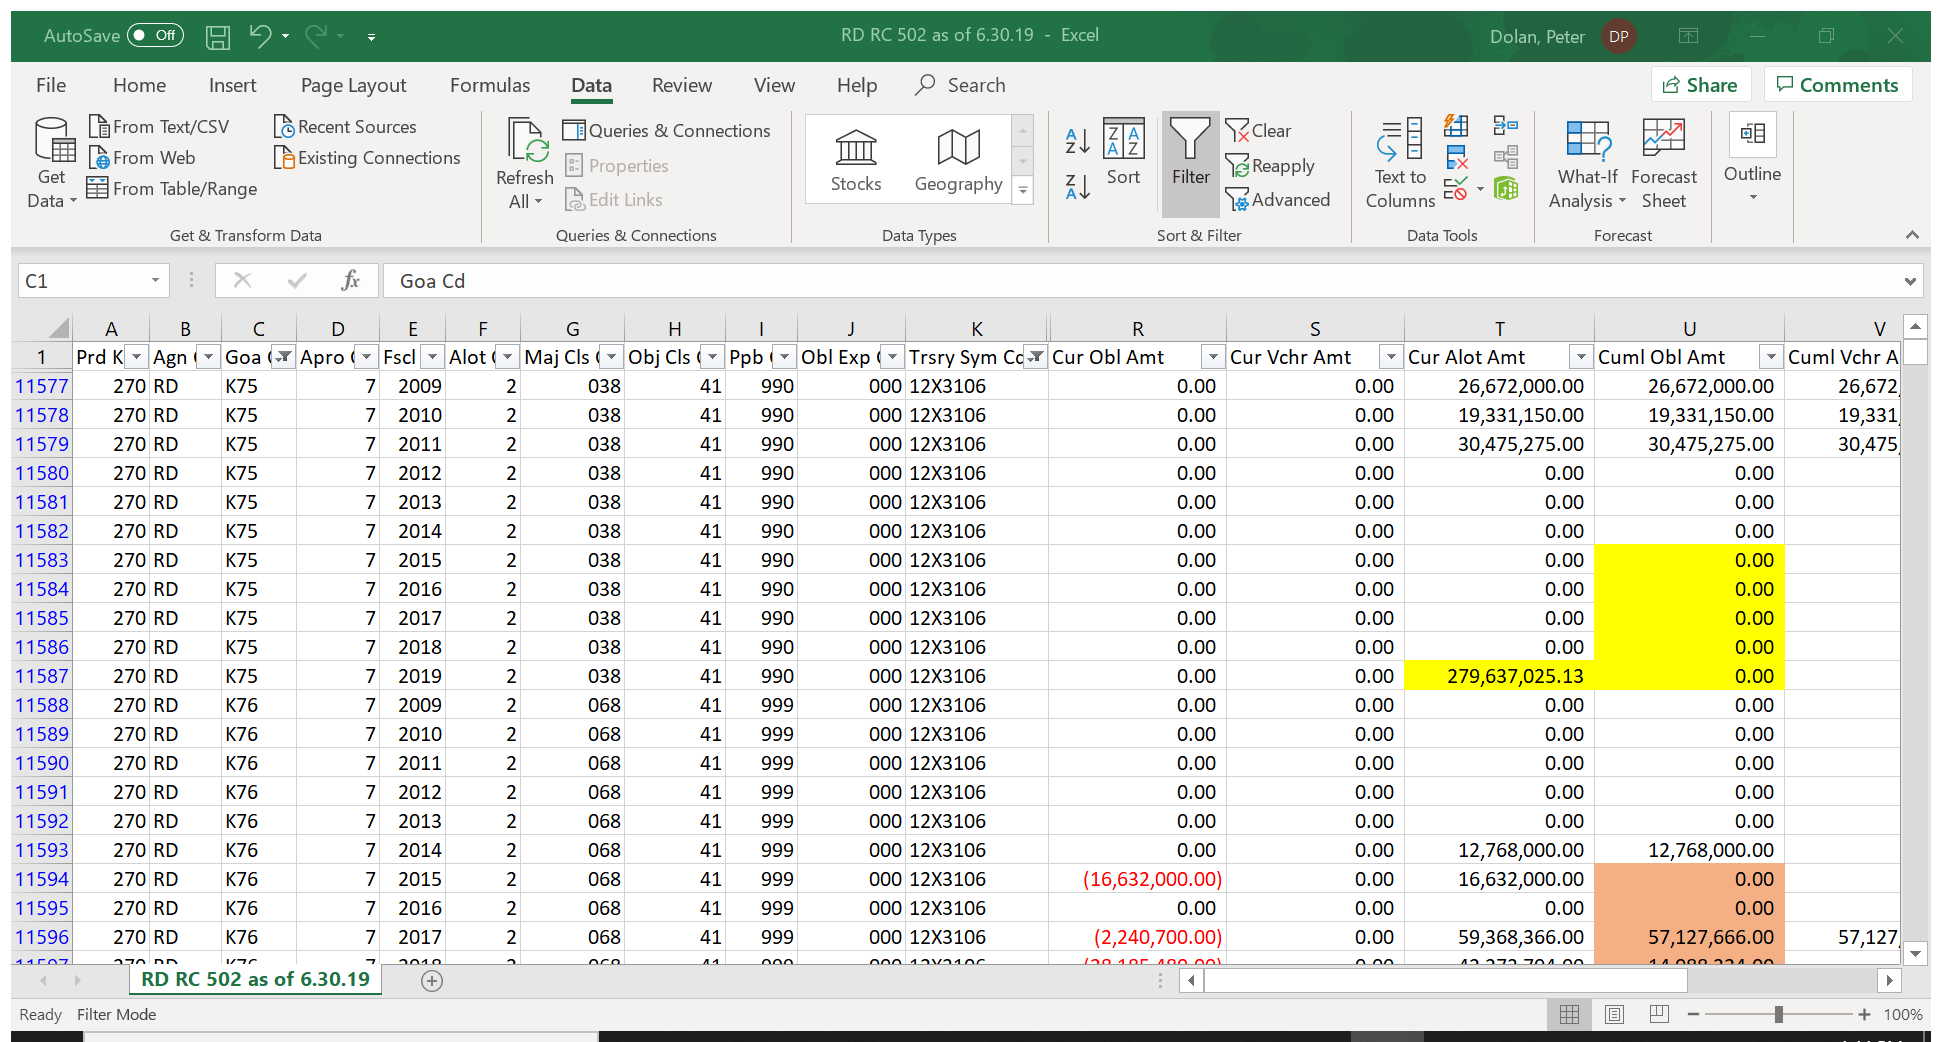 AutoSave Off RD RC 502 as of 6.30.19 - Excel Dolan, Peter DP
File Home Insert Page Layout Formulas Data Review View Help Search Share Comments
Get Data From Text/CSV From Web From Table/Range Recent Sources Existing Connections
Refresh All Queries & Connections Properties Edit Links
Stocks Geography
A Z Z A Sort Filter Clear Reapply Advanced
Text to Columns
What-If Analysis Forecast Sheet
Outline
Get & Transform Data Queries & Connections Data Types Sort & Filter Data Tools Forecast
C1 fx Goa Cd
A B C D E F G H I J K R S T U V
1 Prd K Agn Goa Apro Fscl Alot Maj Cls Obj Cls Ppb Obl Exp Trsry Sym Cd Cur Obl Amt Cur Vchr Amt Cur Alot Amt Cuml Obl Amt Cuml Vchr A
11577 270 RD K75 7 2009 2 038 41 990 000 12X3106 0.00 0.00 26,672,000.00 26,672,000.00 26,672,
11578 270 RD K75 7 2010 2 038 41 990 000 12X3106 0.00 0.00 19,331,150.00 19,331,150.00 19,331,
11579 270 RD K75 7 2011 2 038 41 990 000 12X3106 0.00 0.00 30,475,275.00 30,475,275.00 30,475,
11580 270 RD K75 7 2012 2 038 41 990 000 12X3106 0.00 0.00 0.00 0.00
11581 270 RD K75 7 2013 2 038 41 990 000 12X3106 0.00 0.00 0.00 0.00
11582 270 RD K75 7 2014 2 038 41 990 000 12X3106 0.00 0.00 0.00 0.00
11583 270 RD K75 7 2015 2 038 41 990 000 12X3106 0.00 0.00 0.00 0.00
11584 270 RD K75 7 2016 2 038 41 990 000 12X3106 0.00 0.00 0.00 0.00
11585 270 RD K75 7 2017 2 038 41 990 000 12X3106 0.00 0.00 0.00 0.00
11586 270 RD K75 7 2018 2 038 41 990 000 12X3106 0.00 0.00 0.00 0.00
11587 270 RD K75 7 2019 2 038 41 990 000 12X3106 0.00 0.00 279,637,025.13 0.00
11588 270 RD K76 7 2009 2 068 41 999 000 12X3106 0.00 0.00 0.00 0.00
11589 270 RD K76 7 2010 2 068 41 999 000 12X3106 0.00 0.00 0.00 0.00
11590 270 RD K76 7 2011 2 068 41 999 000 12X3106 0.00 0.00 0.00 0.00
11591 270 RD K76 7 2012 2 068 41 999 000 12X3106 0.00 0.00 0.00 0.00
11592 270 RD K76 7 2013 2 068 41 999 000 12X3106 0.00 0.00 0.00 0.00
11593 270 RD K76 7 2014 2 068 41 999 000 12X3106 0.00 0.00 12,768,000.00 12,768,000.00
11594 270 RD K76 7 2015 2 068 41 999 000 12X3106 (16,632,000.00) 0.00 16,632,000.00 0.00
11595 270 RD K76 7 2016 2 068 41 999 000 12X3106 0.00 0.00 0.00 0.00
11596 270 RD K76 7 2017 2 068 41 999 000 12X3106 (2,240,700.00) 0.00 59,368,366.00 57,127,666.00 57,127
RD RC 502 as of 6.30.19
Ready Filter Mode 100%